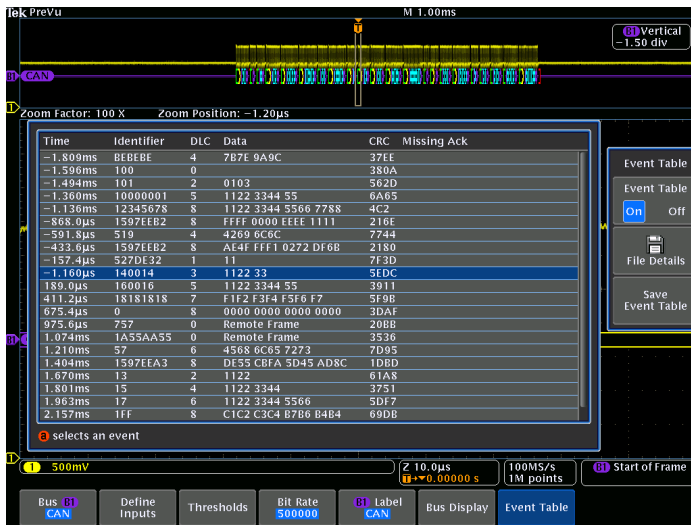 Tek PreVu M 1.00ms
T
B1 Vertical
−1.50 div
B1 CAN
1
Zoom Factor: 100 X Zoom Position: −1.20µs
Time Identifier DLC Data CRC Missing Ack
−1.809ms BEBEBE 4 7B7E 9A9C 37EE
−1.596ms 100 0 380A
−1.494ms 101 2 0103 562D
−1.360ms 10000001 5 1122 3344 55 6A65
−1.136ms 12345678 8 1122 3344 5566 7788 4C2
−868.0µs 1597EEB2 8 FFFF 0000 EEEE 1111 216E
−591.8µs 519 4 4269 6C6C 7744
−433.6µs 1597EEB2 8 AE4F FFF1 0272 DF6B 2180
−157.4µs 527DE32 1 11 7F3D
−1.160µs 140014 3 1122 33 5EDC
189.0µs 160016 5 1122 3344 55 3911
411.2µs 18181818 7 F1F2 F3F4 F5F6 F7 5F9B
675.4µs 0 8 0000 0000 0000 0000 3DAF
975.6µs 757 0 Remote Frame 20BB
1.074ms 1A55AA55 0 Remote Frame 3536
1.210ms 57 6 4568 6C65 7273 7D95
1.404ms 1597EEA3 8 DE55 CBFA 5D45 AD8C 1DBD
1.670ms 13 2 1122 61A8
1.801ms 15 4 1122 3344 3751
1.963ms 17 6 1122 3344 5566 5DF7
2.157ms 1FF 8 C1C2 C3C4 B7B6 B4B4 69DB
a selects an event
Event Table
Event Table
On Off
File Details
Save
Event Table
B1
1
1 500mV
Z 10.0µs
T→▼0.00000 s
100MS/s
1M points
B1 Start of Frame
Bus B1
CAN
Define
Inputs
Thresholds
Bit Rate
500000
B1 Label
CAN
Bus Display
Event Table